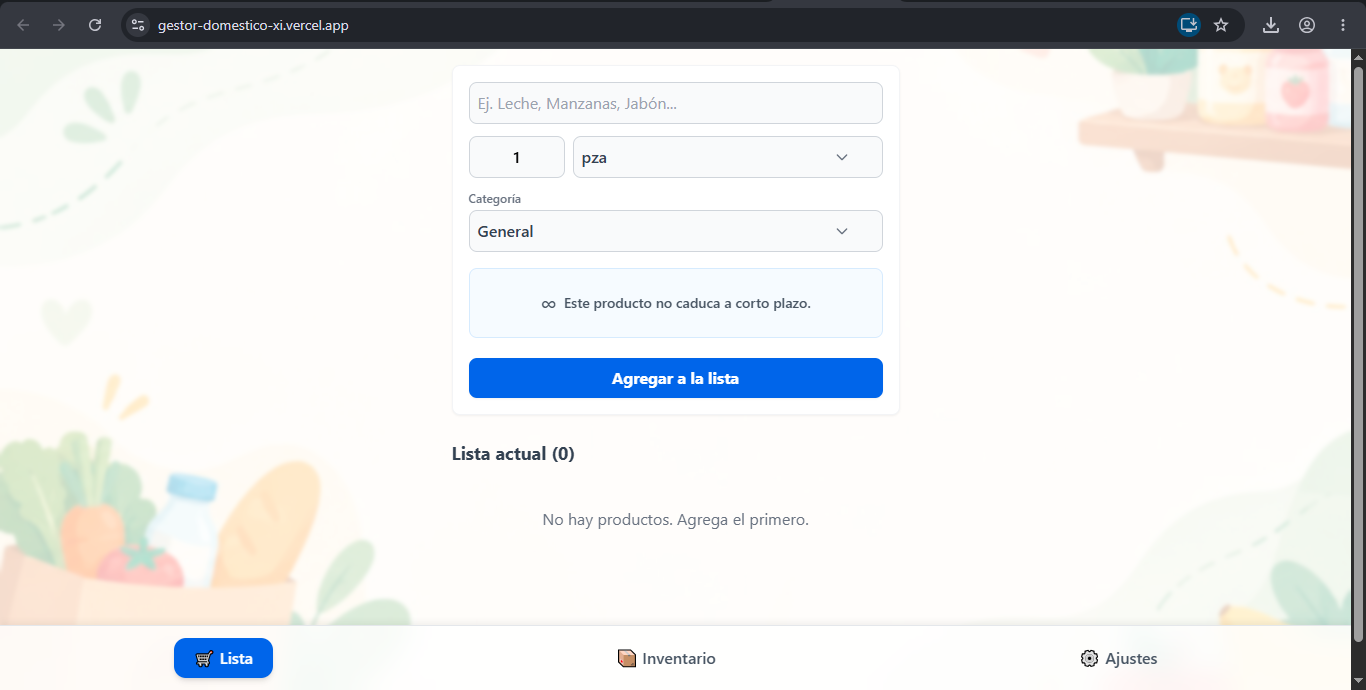 gestor-domestico-xi.vercel.app
Ej. Leche, Manzanas, Jabón...
1 pza
Categoría
General
∞ Este producto no caduca a corto plazo.
Agregar a la lista
Lista actual (0)
No hay productos. Agrega el primero.
Lista Inventario Ajustes